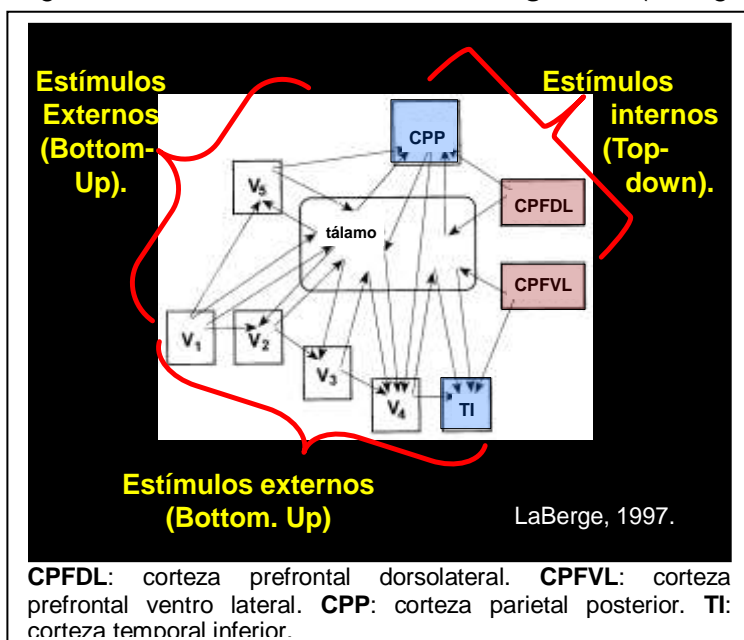 Estímulos
Externos
(Bottom-
Up).
Estímulos
internos
(Top-
down).
CPP
V5
CPFDL
tálamo
CPFVL
V1
V2
V3
V4
TI
Estímulos externos
(Bottom. Up)
LaBerge, 1997.
CPFDL: corteza prefrontal dorsolateral. CPFVL: corteza
prefrontal ventro lateral. CPP: corteza parietal posterior. TI:
corteza temporal inferior.